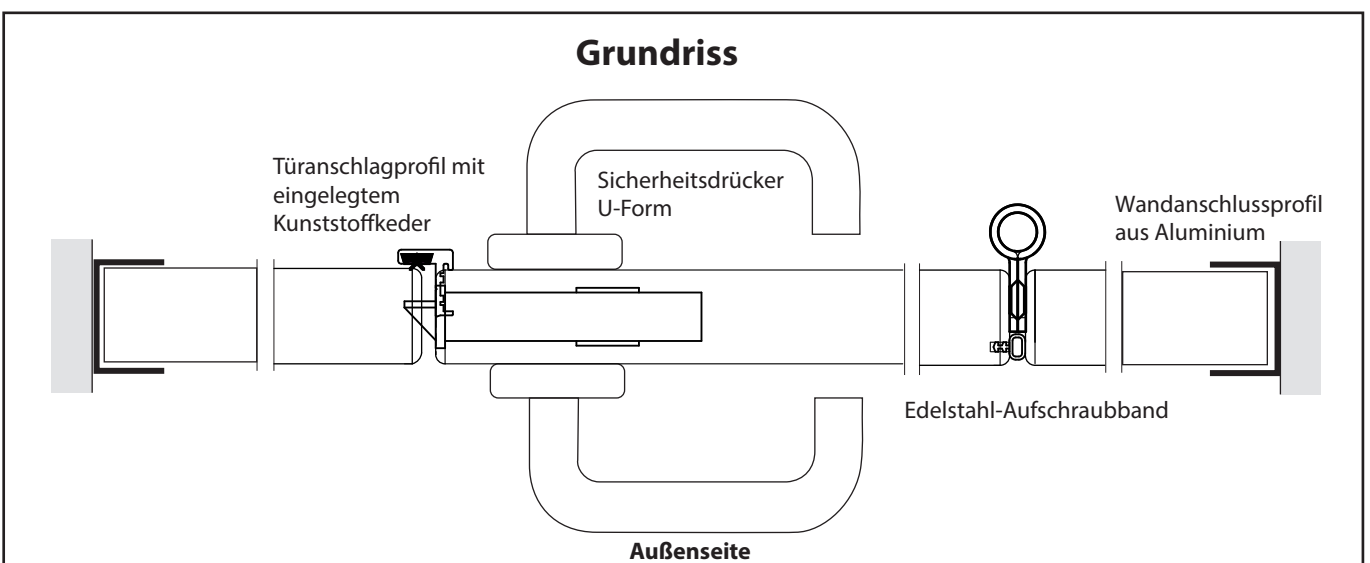 Grundriss
Türanschlagprofil mit
eingelegtem
Kunststoffkeder
Sicherheitsdrücker
U-Form
Wandanschlussprofil
aus Aluminium
Edelstahl-Aufschraubband
Außenseite